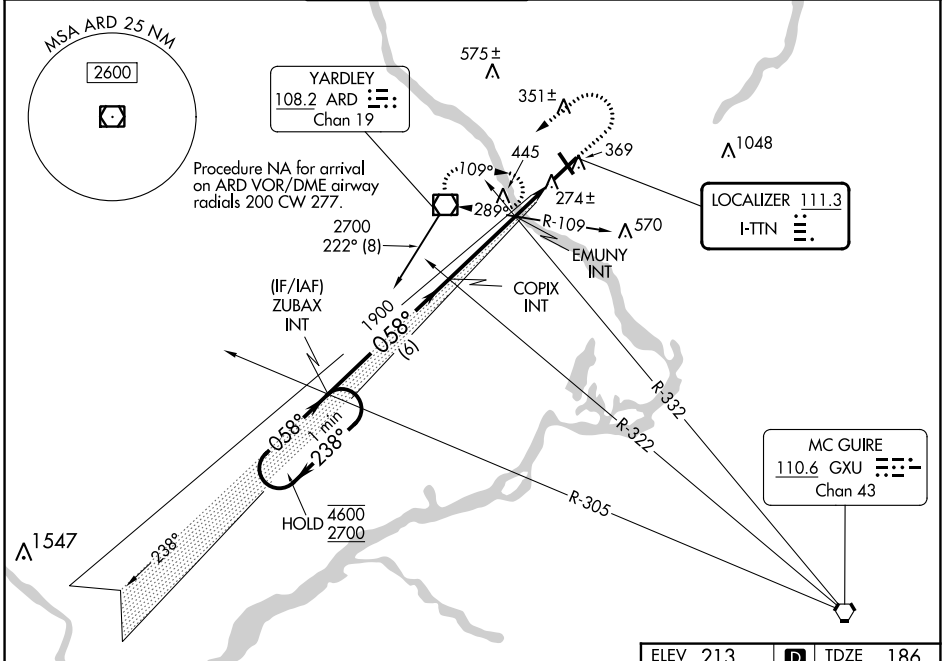 MSA ARD 25 NM
2600
YARDLEY
108.2 ARD
Chan 19
575±
351±
1048
369
445
274±
109°
289°
R-109
570
Procedure NA for arrival
on ARD VOR/DME airway
radials 200 CW 277.
LOCALIZER 111.3
I-TTN
2700
222° (8)
EMUNY
INT
COPIX
INT
(IF/IAF)
ZUBAX
INT
1900
058°
(6)
R-332
R-322
058°
1 min
238°
MC GUIRE
110.6 GXU
Chan 43
R-305
HOLD
4600
2700
1547
238°
ELEV 213
D
TDZE 186